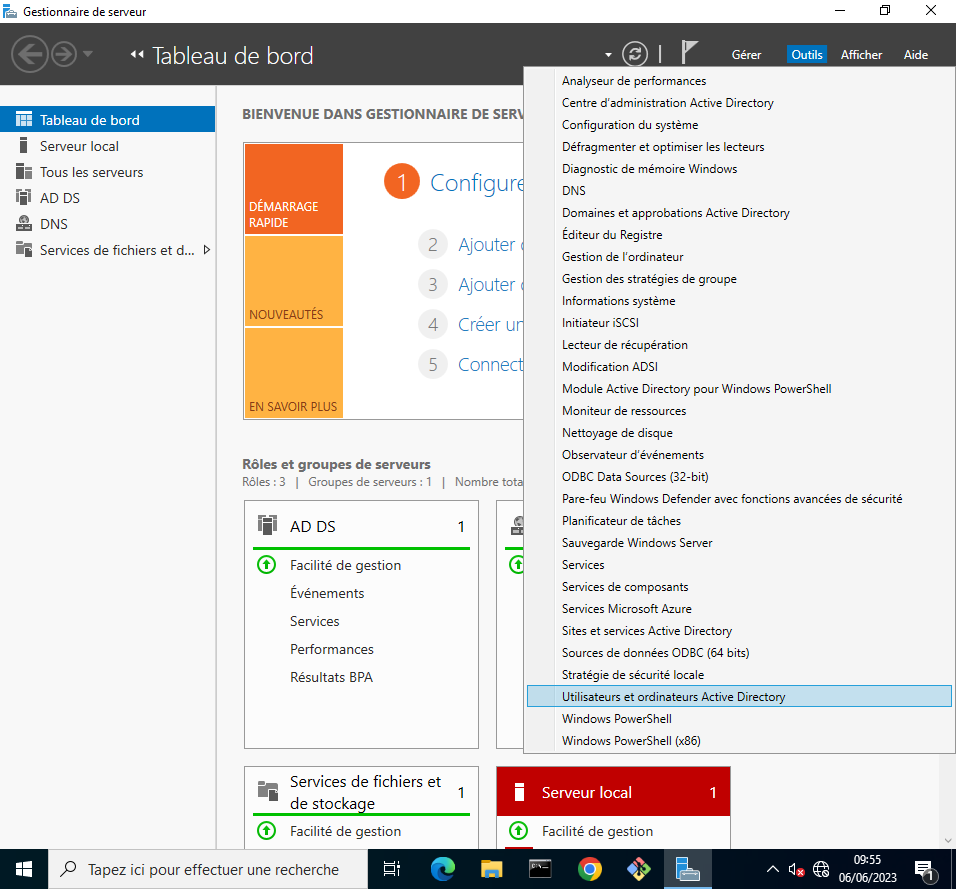 Gestionnaire de serveur
Tableau de bord
Gérer
Outils
Afficher
Aide
Tableau de bord
Serveur local
Tous les serveurs
AD DS
DNS
Services de fichiers et d...
BIENVENUE DANS GESTIONNAIRE DE SERV
DÉMARRAGE
RAPIDE
NOUVEAUTÉS
EN SAVOIR PLUS
1 Configure
2 Ajouter
3 Ajouter
4 Créer un
5 Connect
Analyseur de performances
Centre d'administration Active Directory
Configuration du système
Défragmenter et optimiser les lecteurs
Diagnostic de mémoire Windows
DNS
Domaines et approbations Active Directory
Éditeur du Registre
Gestion de l'ordinateur
Gestion des stratégies de groupe
Informations système
Initiateur iSCSI
Lecteur de récupération
Modification ADSI
Module Active Directory pour Windows PowerShell
Moniteur de ressources
Nettoyage de disque
Observateur d'événements
ODBC Data Sources (32-bit)
Pare-feu Windows Defender avec fonctions avancées de sécurité
Planificateur de tâches
Sauvegarde Windows Server
Services
Services de composants
Services Microsoft Azure
Sites et services Active Directory
Sources de données ODBC (64 bits)
Stratégie de sécurité locale
Utilisateurs et ordinateurs Active Directory
Windows PowerShell
Windows PowerShell (x86)
Rôles et groupes de serveurs
Rôles : 3 | Groupes de serveurs : 1 | Nombre tota
AD DS 1
Facilité de gestion
Événements
Services
Performances
Résultats BPA
Services de fichiers et
de stockage
1
Facilité de gestion
Serveur local 1
Facilité de gestion
Tapez ici pour effectuer une recherche
09:55
06/06/2023
1